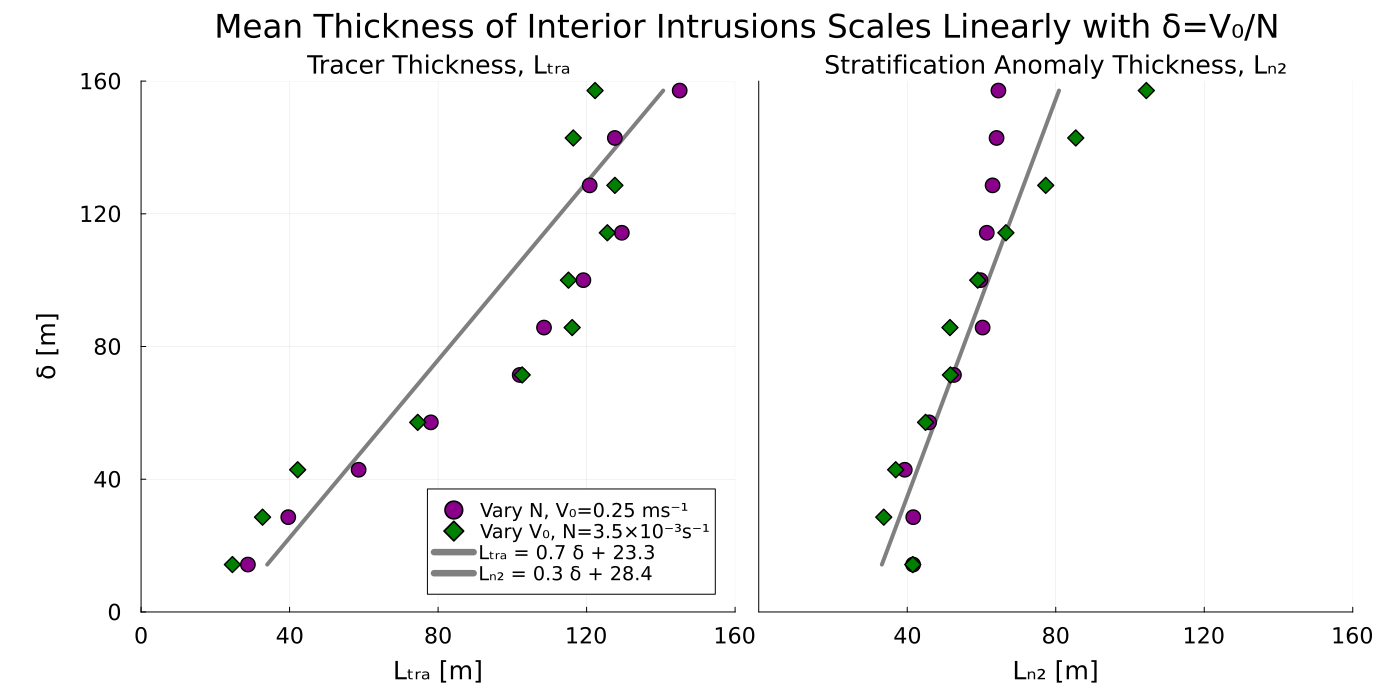 Mean Thickness of Interior Intrusions Scales Linearly with δ=V₀/N
Tracer Thickness, Lₜᵣₐ
Stratification Anomaly Thickness, Lₙ₂
δ [m]
160
120
80
40
0
Vary N, V₀=0.25 ms⁻¹
Vary V₀, N=3.5×10⁻³s⁻¹
Lₜᵣₐ = 0.7 δ + 23.3
Lₙ₂ = 0.3 δ + 28.4
0 40 80 120 160
40 80 120 160
Lₜᵣₐ [m]
Lₙ₂ [m]